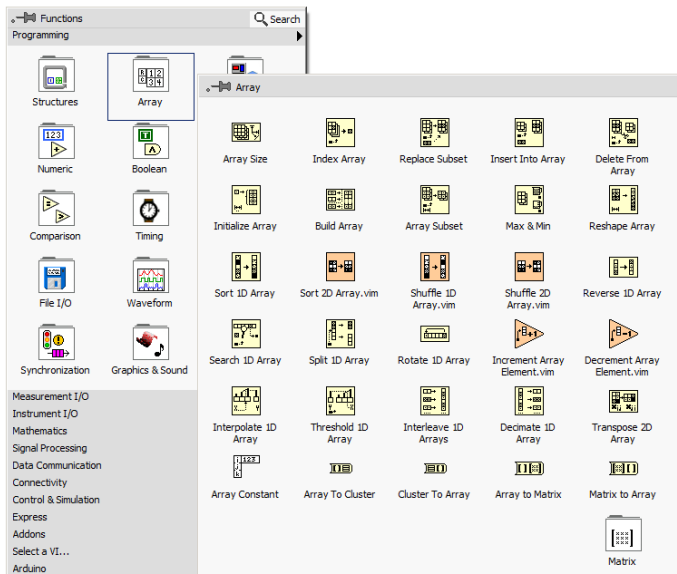 Functions
Search
Programming
Structures
Array
Numeric
Boolean
Comparison
Timing
File I/O
Waveform
Synchronization
Graphics & Sound
Measurement I/O
Instrument I/O
Mathematics
Signal Processing
Data Communication
Connectivity
Control & Simulation
Express
Addons
Select a VI...
Arduino
Array
Array Size
Index Array
Replace Subset
Insert Into Array
Delete From
Array
Initialize Array
Build Array
Array Subset
Max & Min
Reshape Array
Sort 1D Array
Sort 2D Array.vim
Shuffle 1D
Array.vim
Shuffle 2D
Array.vim
Reverse 1D Array
Search 1D Array
Split 1D Array
Rotate 1D Array
Increment Array
Element.vim
Decrement Array
Element.vim
Interpolate 1D
Array
Threshold 1D
Array
Interleave 1D
Arrays
Decimate 1D
Array
Transpose 2D
Array
Array Constant
Array To Cluster
Cluster To Array
Array to Matrix
Matrix to Array
Matrix